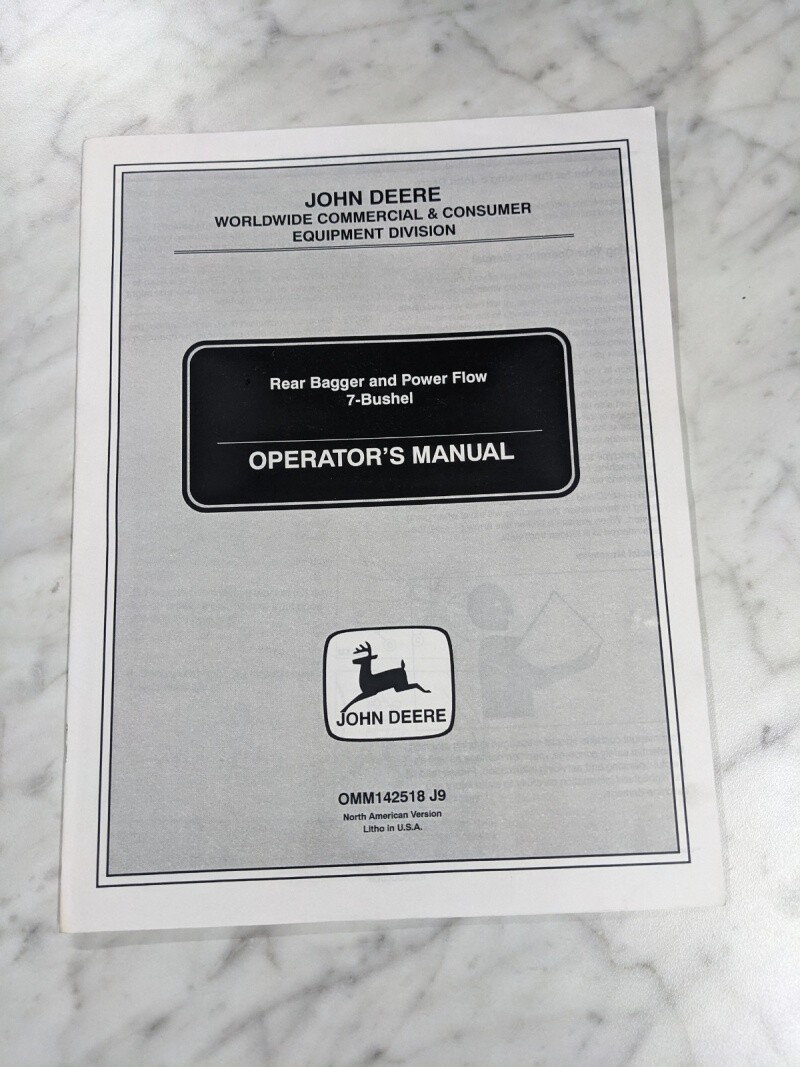 JOHN DEERE
WORLDWIDE COMMERCIAL & CONSUMER
EQUIPMENT DIVISION
Rear Bagger and Power Flow
7-Bushel
OPERATOR'S MANUAL
JOHN DEERE
OMM142518 J9
North American Version
Litho in U.S.A.